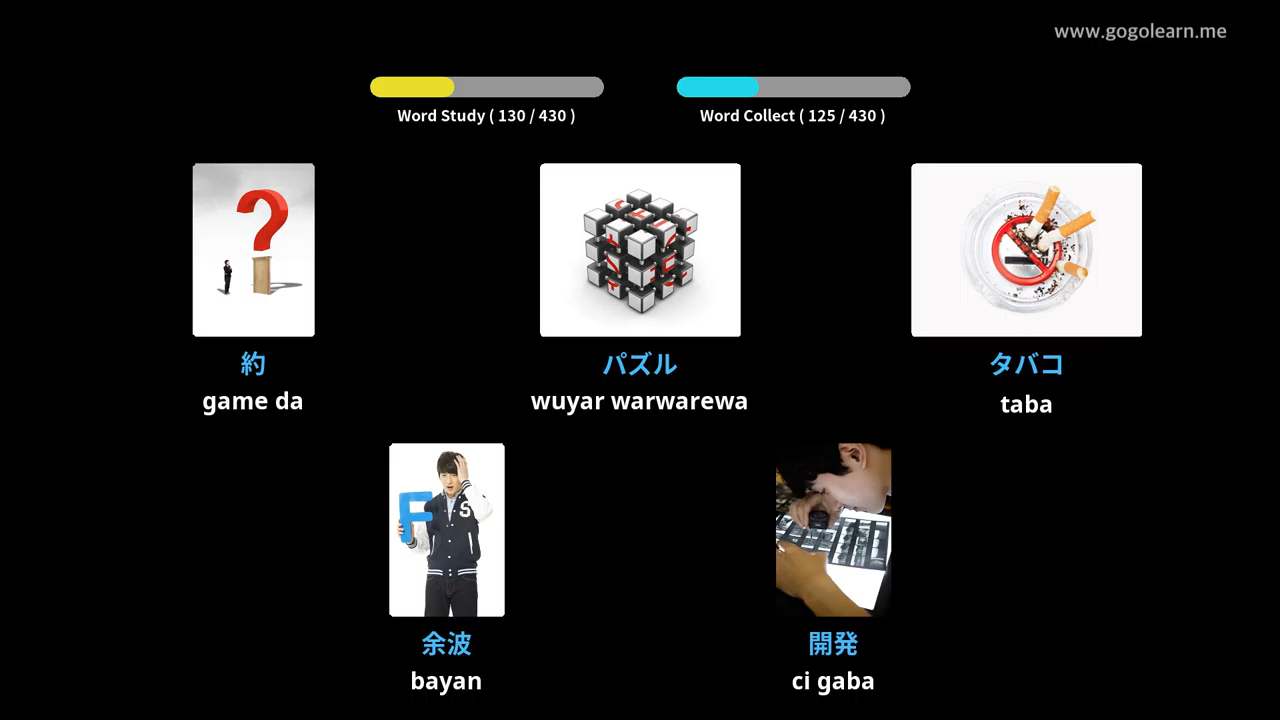 www.gogolearn.me
Word Study ( 130 / 430 )
Word Collect ( 125 / 430 )
約
game da
パズル
wuyar warwarewa
タバコ
taba
F
S
余波
bayan
開発
ci gaba